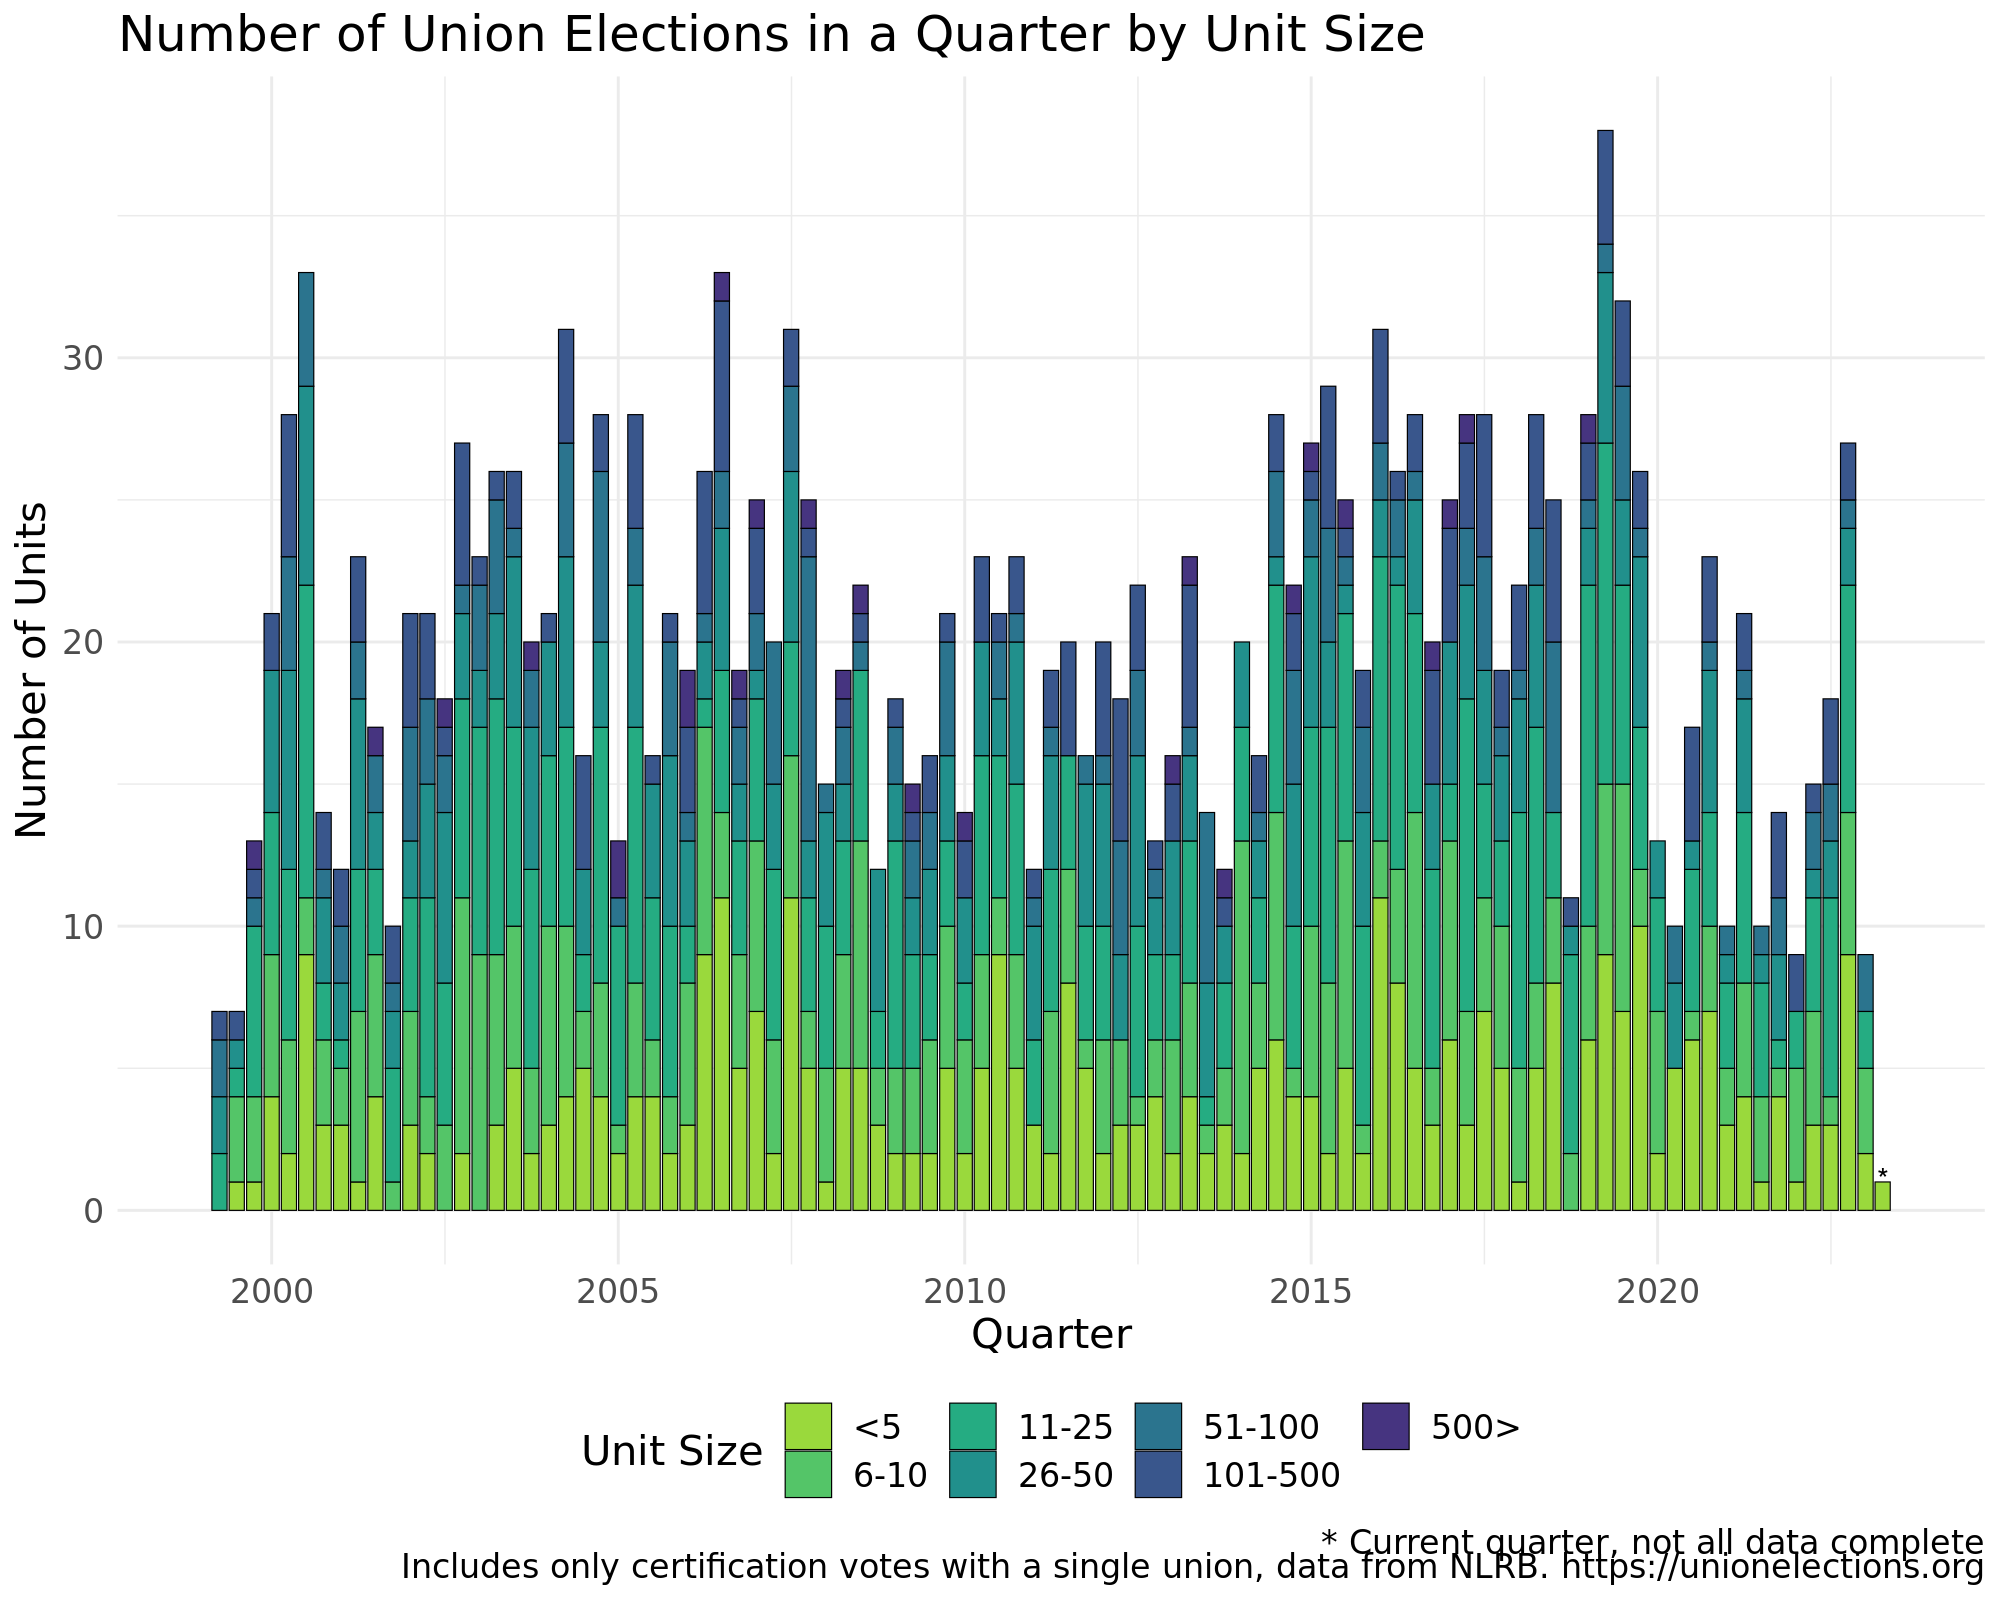 Number of Union Elections in a Quarter by Unit Size
Number of Units
30
20
10
0
*
2000 2005 2010 2015 2020
Quarter
Unit Size
<5 11-25 51-100 500>
6-10 26-50 101-500
* Current quarter, not all data complete
Includes only certification votes with a single union, data from NLRB. https://unionelections.org